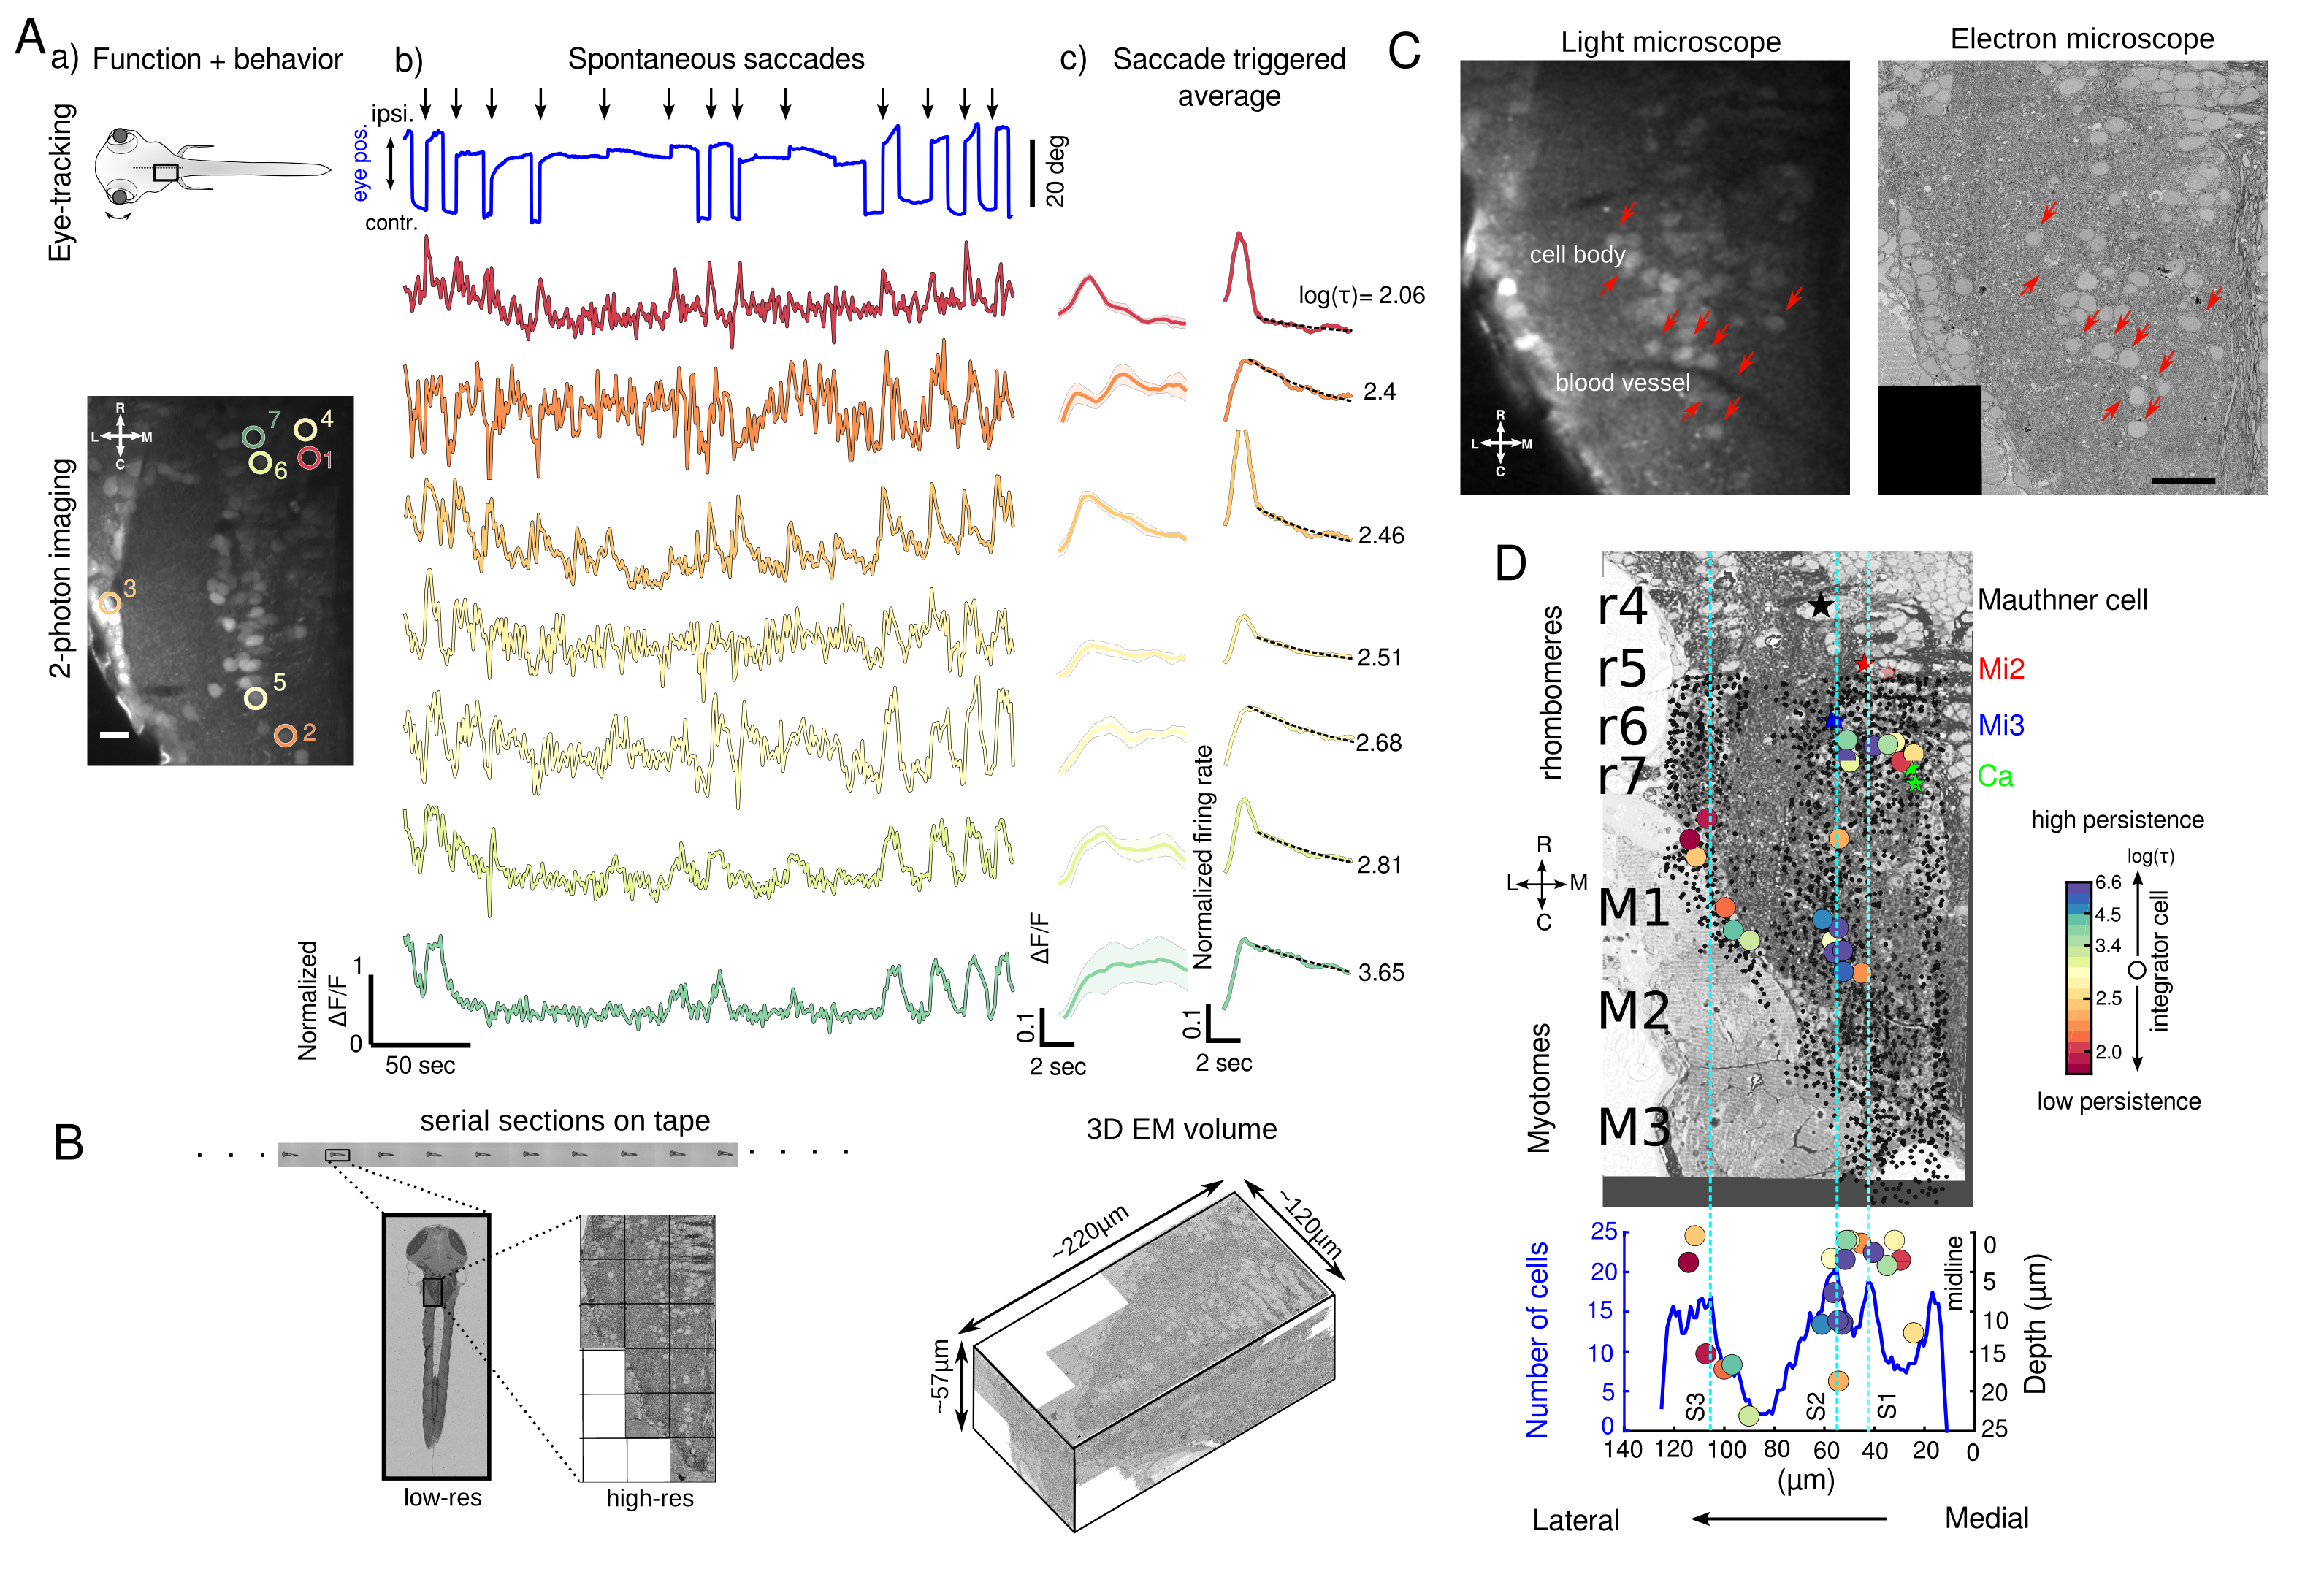 A
a) Function + behavior
b) Spontaneous saccades
c) Saccade triggered
average
Eye-tracking
ipsi.
eye pos.
contr.
20 deg
2-photon imaging
R
L M
C
7
4
6
1
3
5
2
log(τ)= 2.06
2.4
2.46
2.51
2.68
2.81
3.65
Normalized
ΔF/F
1
0
50 sec
ΔF/F
0.1
2 sec
Normalized firing rate
0.1
2 sec
B
serial sections on tape
. . .
. . . .
low-res
high-res
3D EM volume
~220µm
~120µm
~57µm
C
Light microscope
Electron microscope
cell body
blood vessel
R
L M
C
D
rhombomeres
Myotomes
r4
r5
r6
r7
M1
M2
M3
Mauthner cell
Mi2
Mi3
Ca
R
L M
C
high persistence
log(τ)
6.6
4.5
3.4
2.5
2.0
integrator cell
low persistence
Number of cells
25
20
15
10
5
0
S3
S2
S1
midline
0
5
10
15
20
25
Depth (µm)
140 120 100 80 60 40 20 0
(µm)
Lateral
Medial